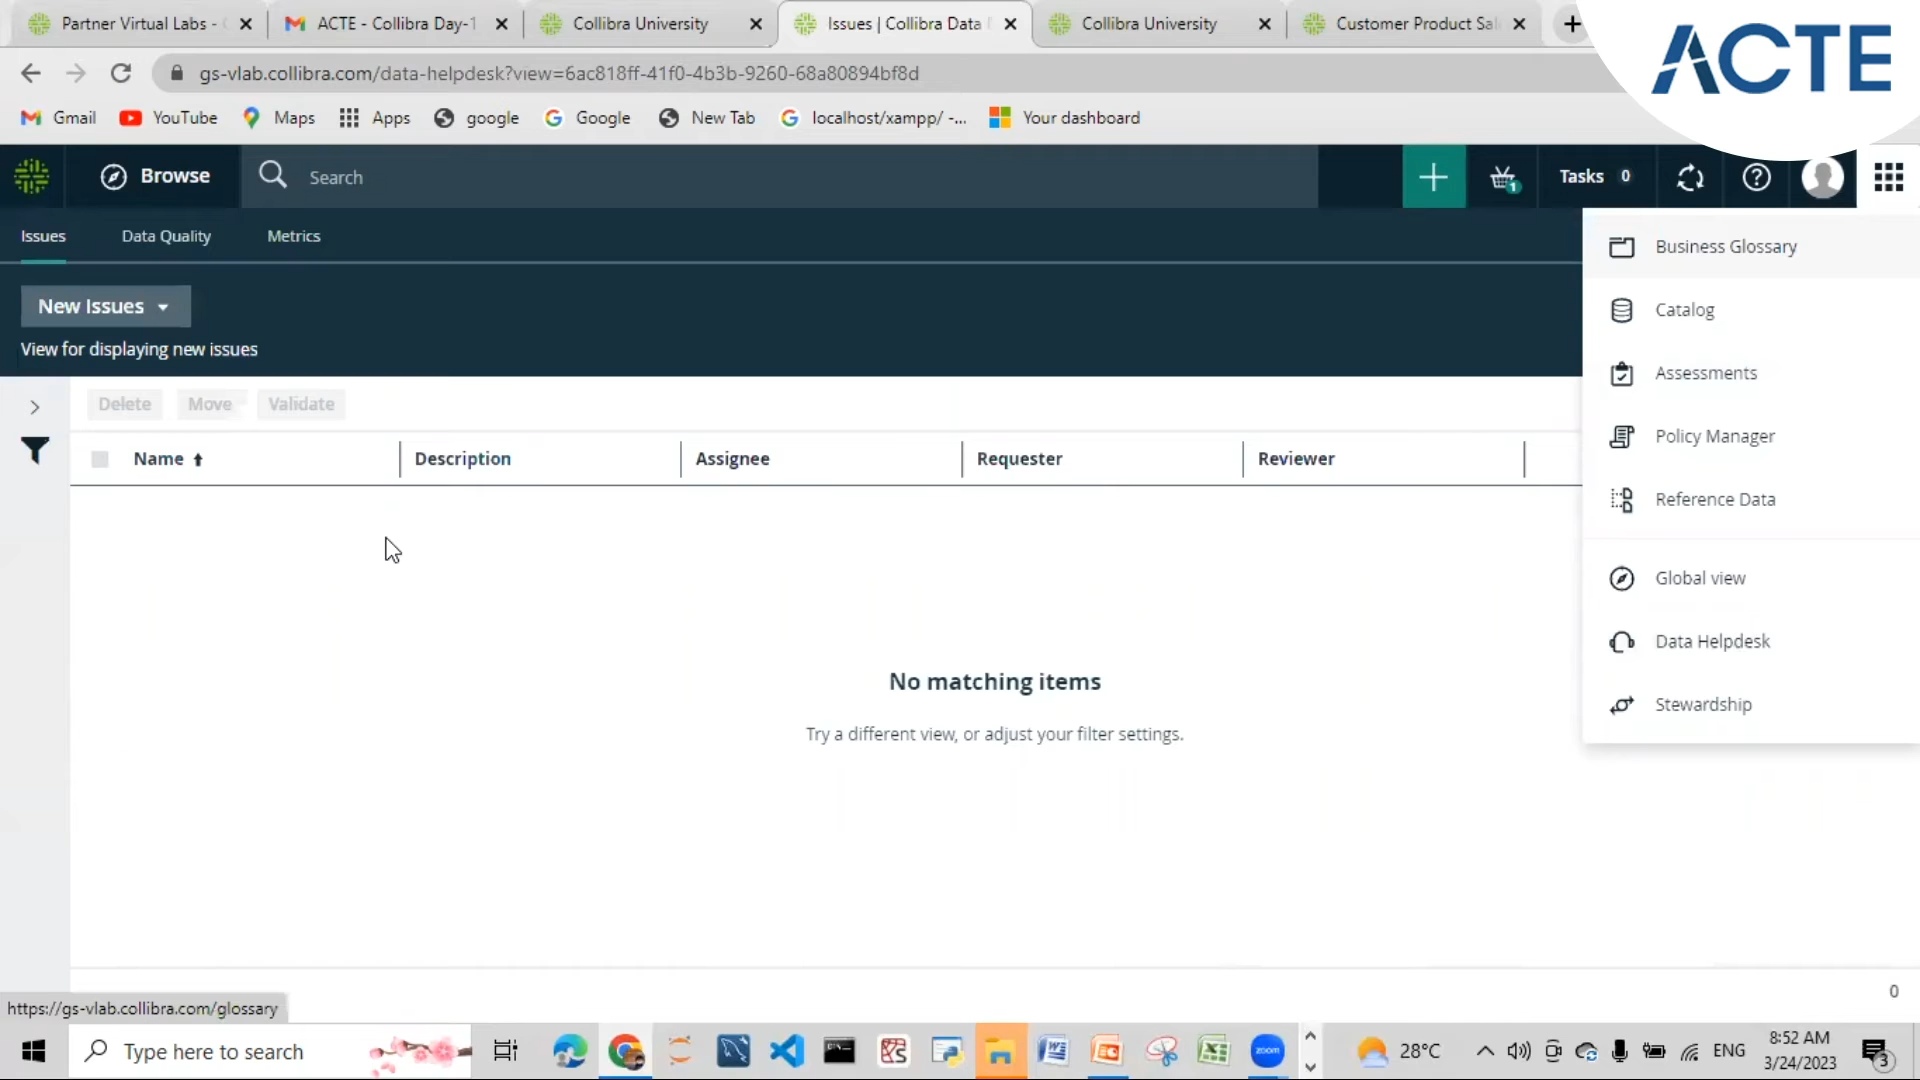 Partner Virtual Labs -
ACTE - Collibra Day-1
Collibra University
Issues | Collibra Data
Collibra University
Customer Product Sal
ACTE
gs-vlab.collibra.com/data-helpdesk?view=6ac818ff-41f0-4b3b-9260-68a80894bf8d
Gmail
YouTube
Maps
Apps
google
Google
New Tab
localhost/xampp/ -...
Your dashboard
Browse
Search
1
Tasks 0
Issues
Data Quality
Metrics
New Issues
View for displaying new issues
Business Glossary
Catalog
Assessments
Policy Manager
Reference Data
Global view
Data Helpdesk
Stewardship
Delete
Move
Validate
Name
Description
Assignee
Requester
Reviewer
No matching items
Try a different view, or adjust your filter settings.
0
https://gs-vlab.collibra.com/glossary
Type here to search
zoom
28°C
ENG
8:52 AM
3/24/2023
3